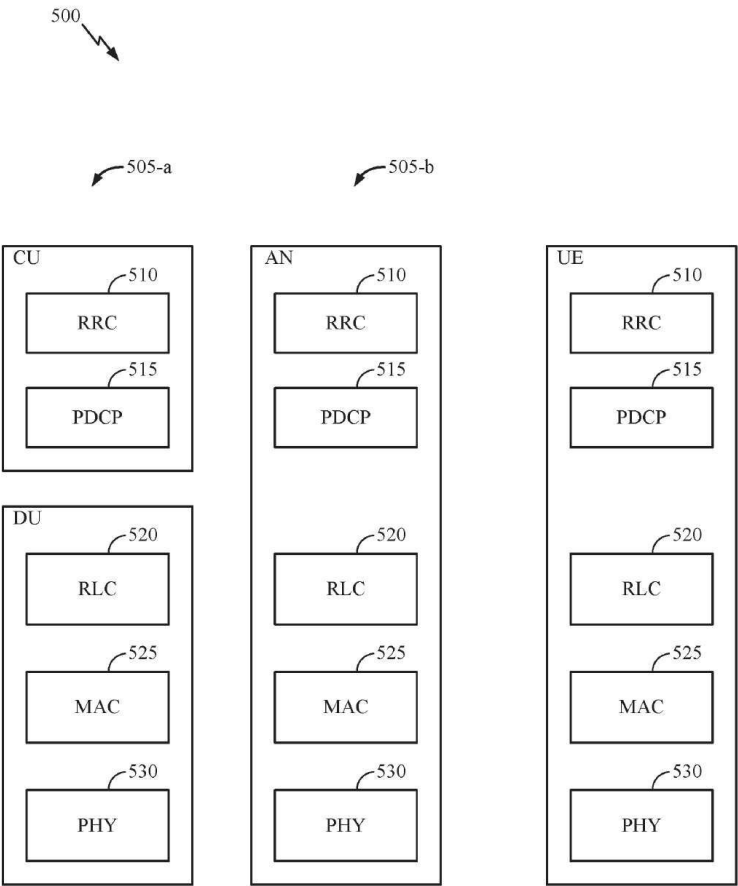 500
505-a 505-b
CU AN UE
510 510 510
RRC RRC RRC
515 515 515
PDCP PDCP PDCP
DU
520 520 520
RLC RLC RLC
525 525 525
MAC MAC MAC
530 530 530
PHY PHY PHY